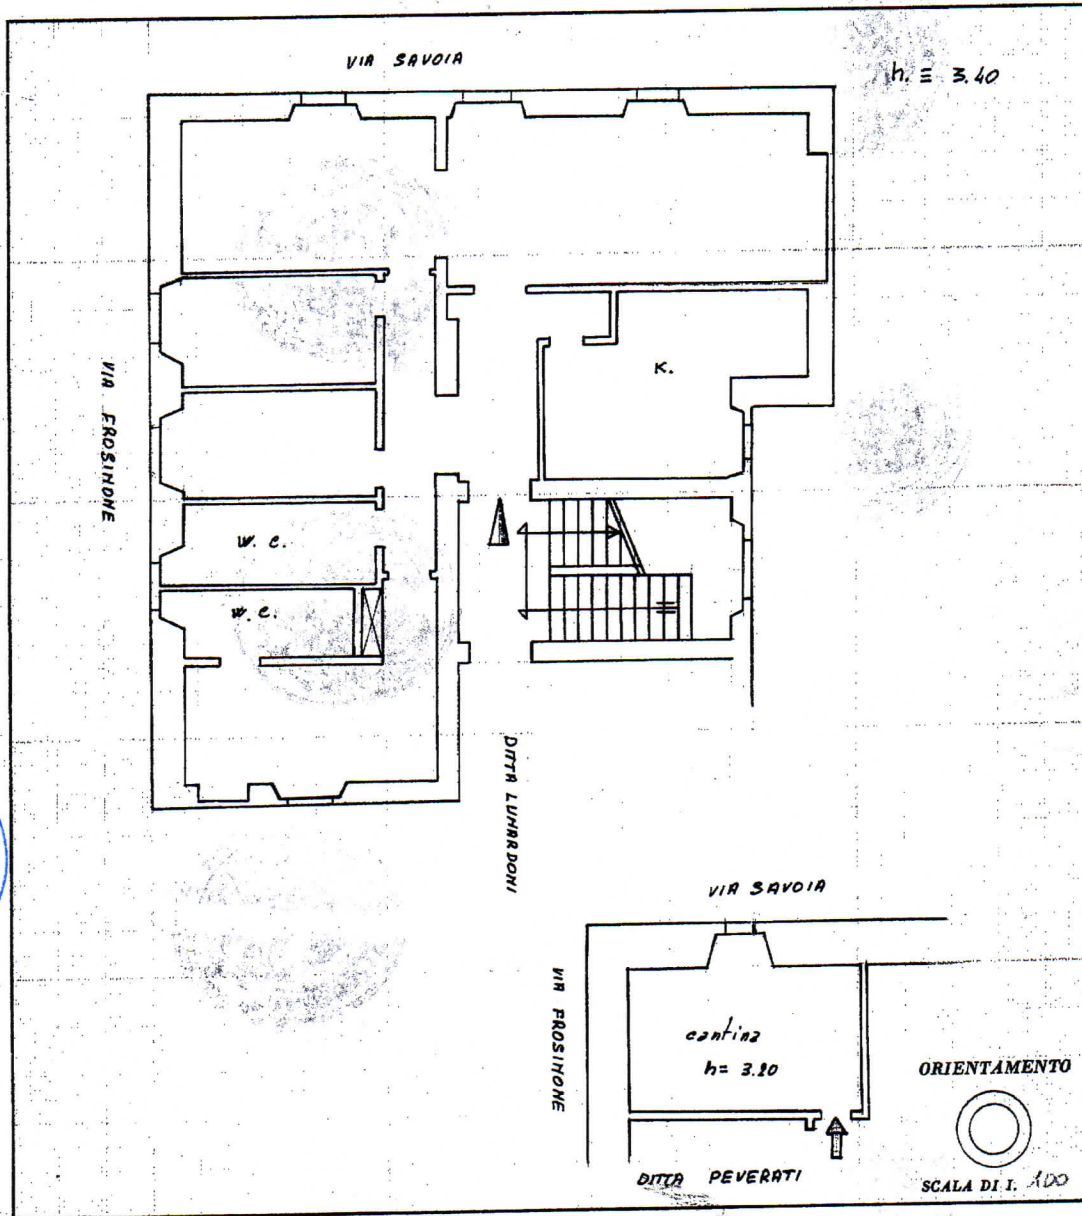 VIA SAVOIA
h. = 3.40
VIA FROSINONE
K.
W. C.
W. C.
DITTA LUNARDONI
VIA SAVOIA
VIA FROSINONE
cantina
h= 3.20
ORIENTAMENTO
DITTA PEVERATI
SCALA DI 1. 100